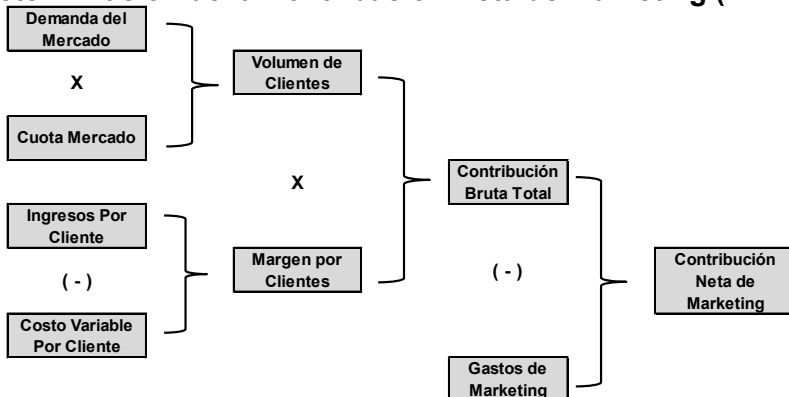 Demanda del
Mercado
X
Cuota Mercado
Volumen de
Clientes
X
Ingresos Por
Cliente
( - )
Costo Variable
Por Cliente
Margen por
Clientes
Contribución
Bruta Total
( - )
Gastos de
Marketing
Contribución
Neta de
Marketing